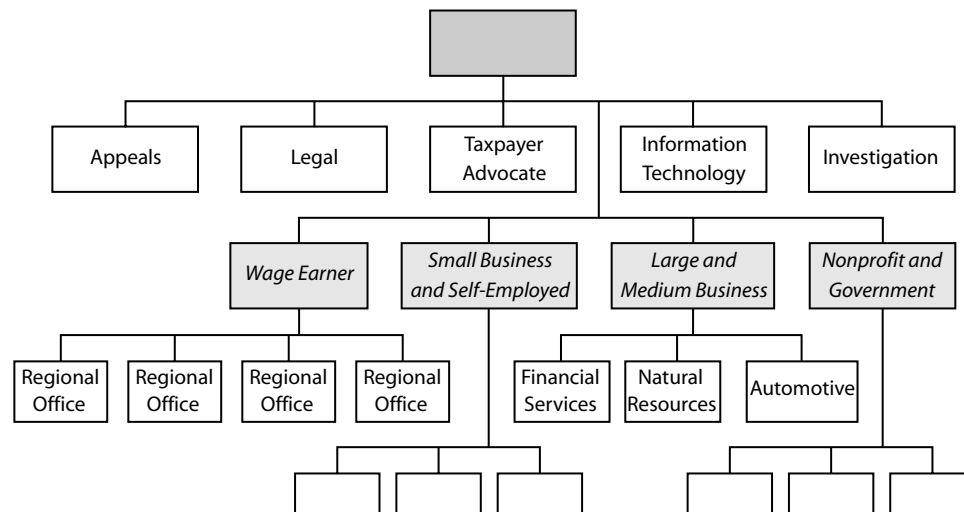 Appeals
Legal
Taxpayer
Advocate
Information
Technology
Investigation
Wage Earner
Small Business
and Self-Employed
Large and
Medium Business
Nonprofit and
Government
Regional
Office
Regional
Office
Regional
Office
Regional
Office
Financial
Services
Natural
Resources
Automotive